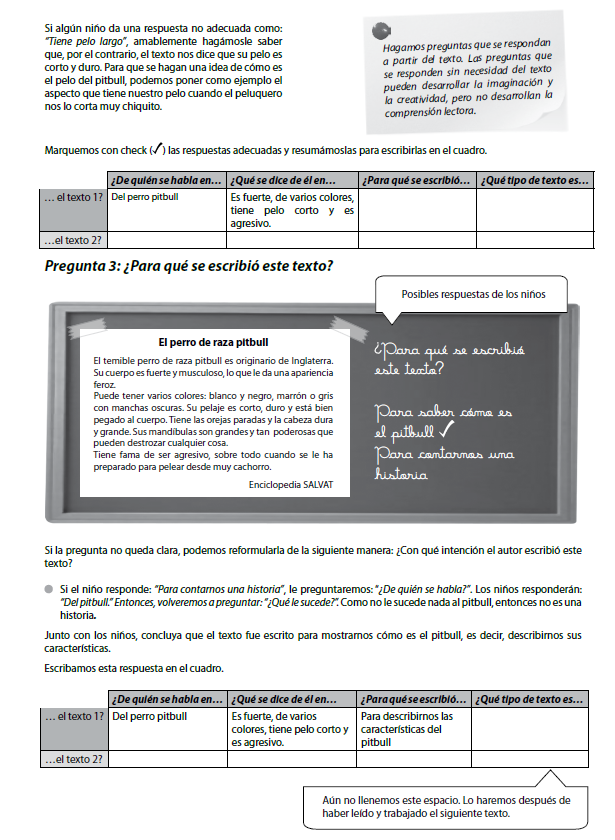 Si algún niño da una respuesta no adecuada como:
“Tiene pelo largo”, amablemente hagámosle saber
que, por el contrario, el texto nos dice que su pelo es
corto y duro. Para que se hagan una idea de cómo es
el pelo del pitbull, podemos poner como ejemplo el
aspecto que tiene nuestro pelo cuando el peluquero
nos lo corta muy chiquito.
Hagamos preguntas que se respondan
a partir del texto. Las preguntas que
se responden sin necesidad del texto
pueden desarrollar la imaginación y
la creatividad, pero no desarrollan la
comprensión lectora.
Marquemos con check (✓) las respuestas adecuadas y resumámoslas para escribirlas en el cuadro.
¿De quién se habla en… ¿Qué se dice de él en… ¿Para qué se escribió… ¿Qué tipo de texto es…
… el texto 1? Del perro pitbull Es fuerte, de varios colores,
tiene pelo corto y es
agresivo.
…el texto 2?
Pregunta 3: ¿Para qué se escribió este texto?
Posibles respuestas de los niños
El perro de raza pitbull
El temible perro de raza pitbull es originario de Inglaterra.
Su cuerpo es fuerte y musculoso, lo que le da una apariencia
feroz.
Puede tener varios colores: blanco y negro, marrón o gris
con manchas oscuras. Su pelaje es corto, duro y está bien
pegado al cuerpo. Tiene las orejas paradas y la cabeza dura
y grande. Sus mandíbulas son grandes y tan poderosas que
pueden destrozar cualquier cosa.
Tiene fama de ser agresivo, sobre todo cuando se le ha
preparado para pelear desde muy cachorro.
Enciclopedia SALVAT
¿Para qué se escribió
este texto?
Para saber cómo es
el pitbull ✓
Para contarnos una
historia
Si la pregunta no queda clara, podemos reformularla de la siguiente manera: ¿Con qué intención el autor escribió este
texto?
Si el niño responde: “Para contarnos una historia”, le preguntaremos: “¿De quién se habla?”. Los niños responderán:
“Del pitbull.” Entonces, volveremos a preguntar: “¿Qué le sucede?”. Como no le sucede nada al pitbull, entonces no es una
historia.
Junto con los niños, concluya que el texto fue escrito para mostrarnos cómo es el pitbull, es decir, describirnos sus
características.
Escribamos esta respuesta en el cuadro.
¿De quién se habla en… ¿Qué se dice de él en… ¿Para qué se escribió… ¿Qué tipo de texto es…
… el texto 1? Del perro pitbull Es fuerte, de varios Para describirnos las
colores, tiene pelo corto y características del
es agresivo. pitbull
…el texto 2?
Aún no llenemos este espacio. Lo haremos después de
haber leído y trabajado el siguiente texto.